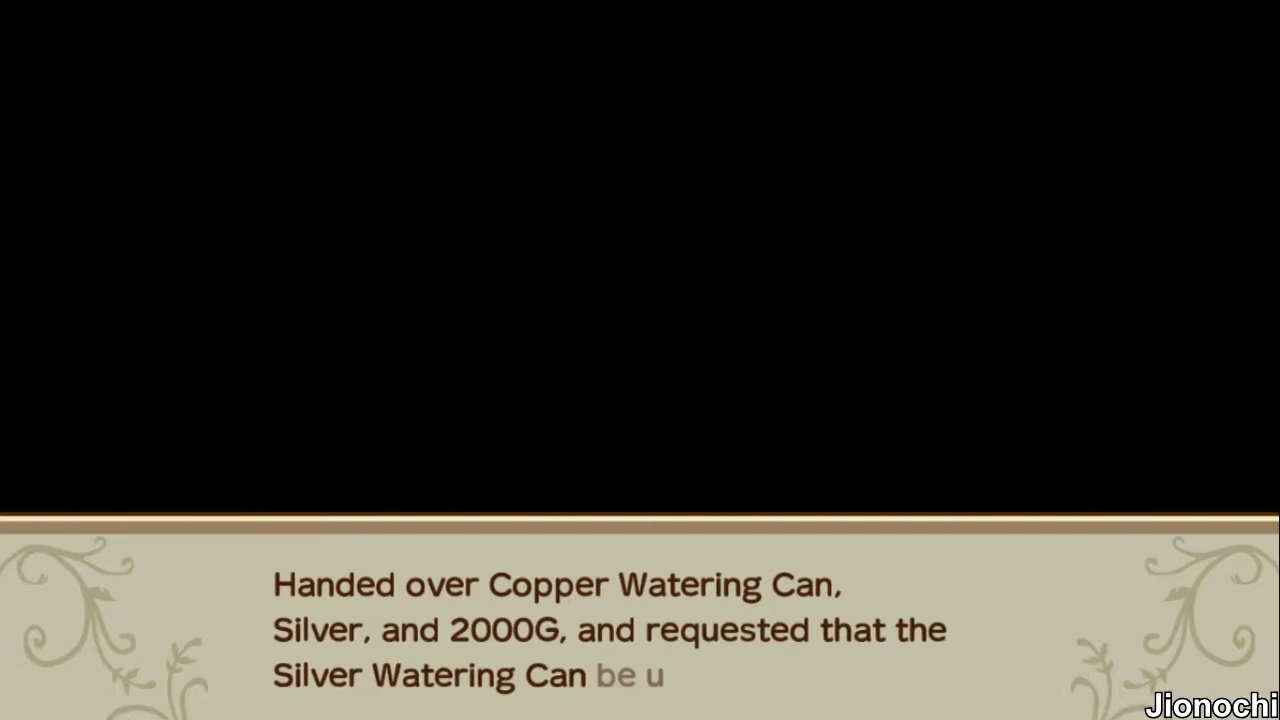 Handed over Copper Watering Can,
Silver, and 2000G, and requested that the
Silver Watering Can be u
Jionochi